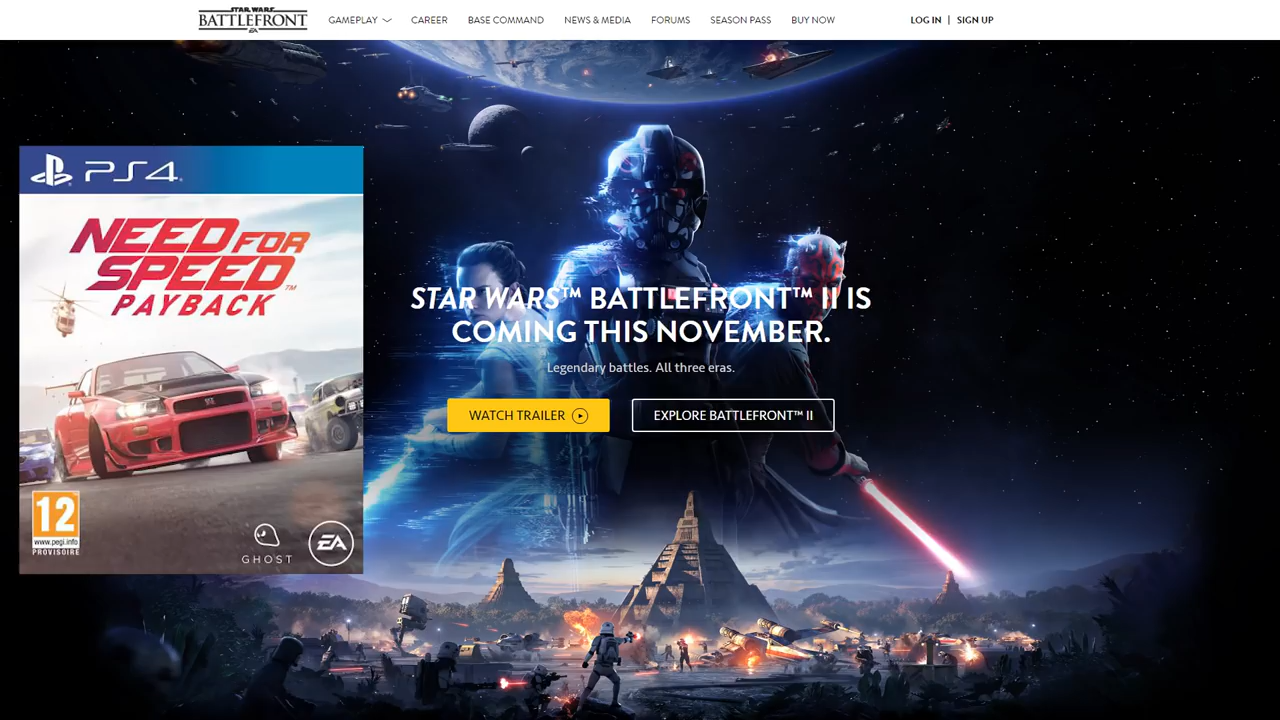 STAR WARS
BATTLEFRONT
EA
GAMEPLAY
CAREER
BASE COMMAND
NEWS & MEDIA
FORUMS
SEASON PASS
BUY NOW
LOG IN | SIGN UP
PS4
NEED FOR
SPEED™
PAYBACK
12
www.pegi.info
PROVISOIRE
GHOST
EA
STAR WARS™ BATTLEFRONT™ II IS
COMING THIS NOVEMBER.
Legendary battles. All three eras.
WATCH TRAILER
EXPLORE BATTLEFRONT™ II